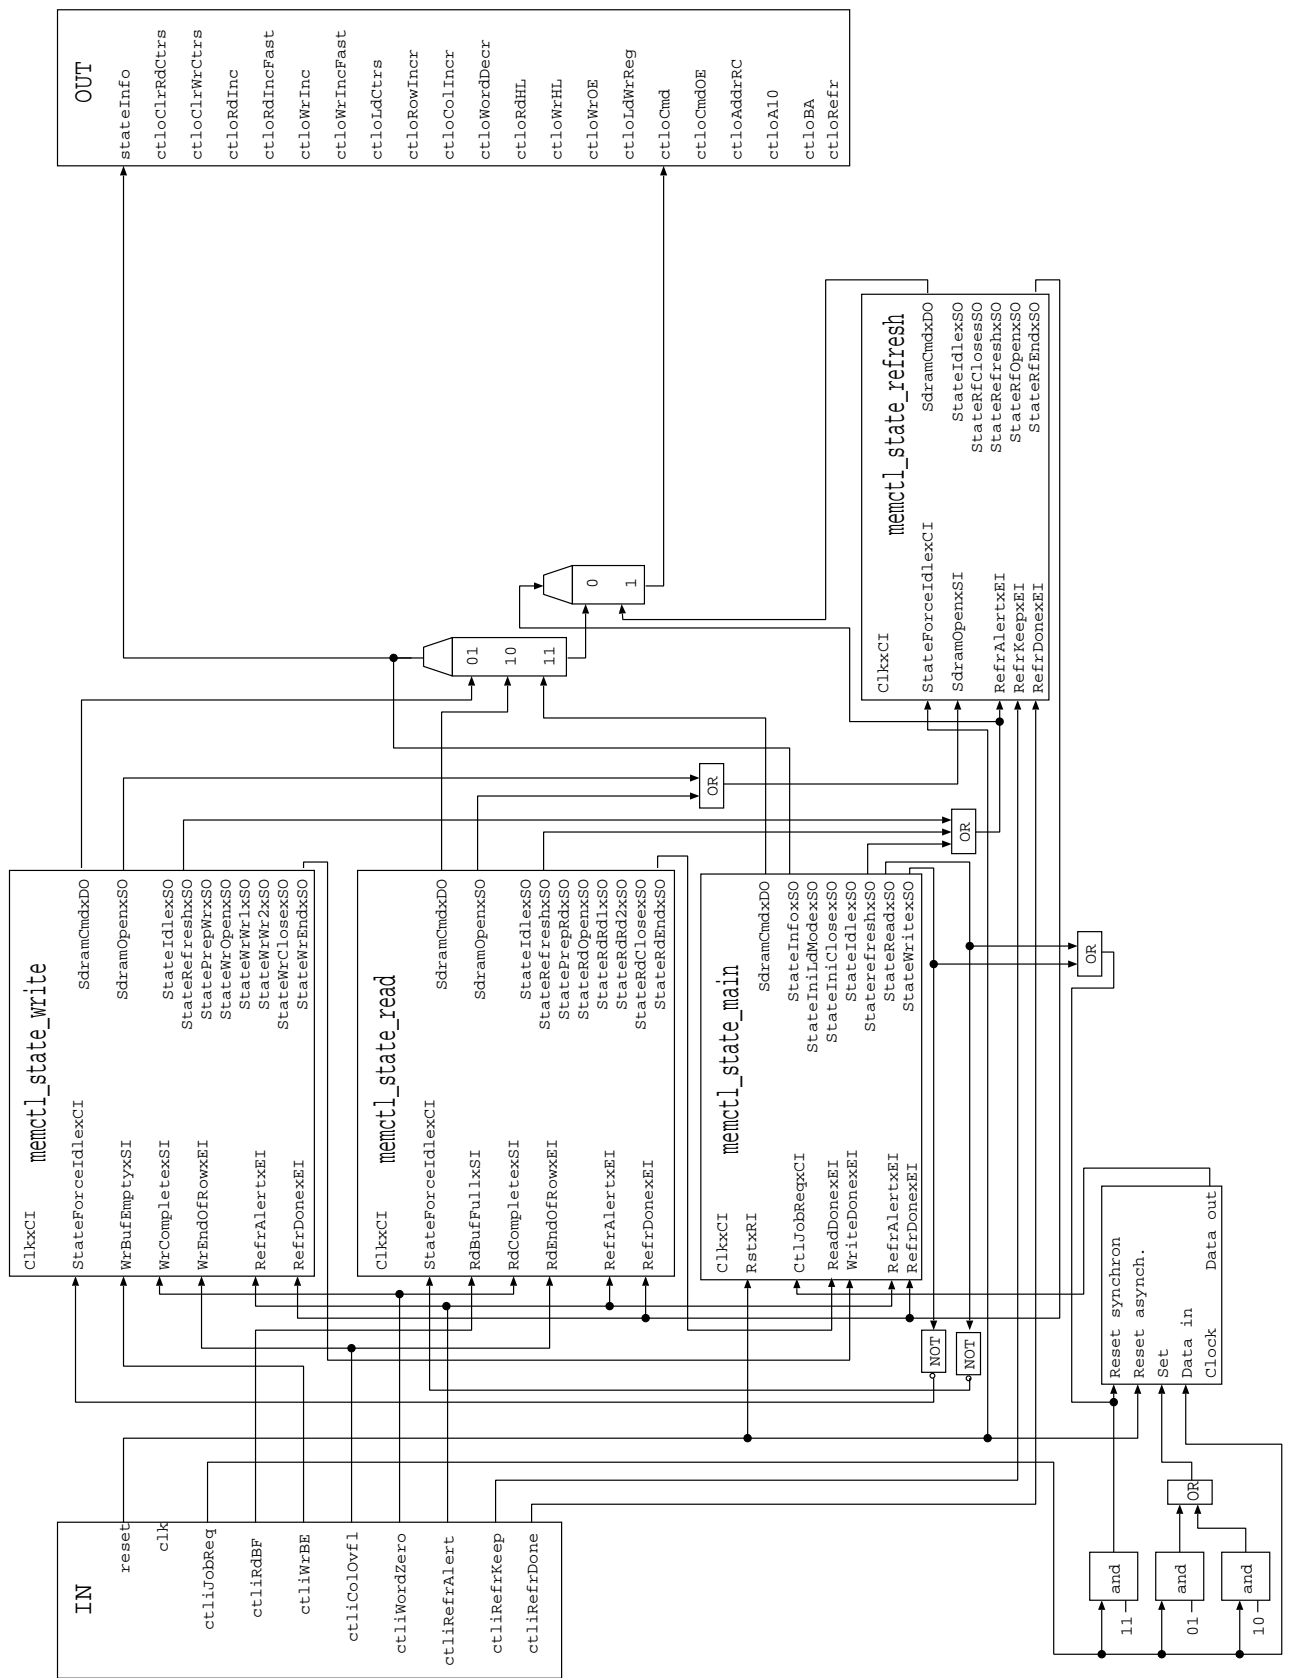 OUT
stateInfo
ctloClrRdCtrs
ctloClrWrCtrs
ctloRdInc
ctloRdIncFast
ctloWrInc
ctloWrIncFast
ctloLdCtrs
ctloRowIncr
ctloColIncr
ctloWordDecr
ctloRdHL
ctloWrHL
ctloWrOE
ctloLdWrReg
ctloCmd
ctloCmdOE
ctloAddrRC
ctloA10
ctloBA
ctloRefr
memctl_state_write
ClkxCI
StateForceIdlexCI
WrBufEmptyxSI
WrCompletexSI
WrEndOfRowxEI
RefrAlertxEI
RefrDonexEI
SdramCmdxDO
SdramOpenxSO
StateIdlexSO
StateRefreshxSO
StatePrepWrxSO
StateWrOpenxSO
StateWrWr1xSO
StateWrWr2xSO
StateWrClosexSO
StateWrEndxSO
memctl_state_read
ClkxCI
StateForceIdlexCI
RdBufFullxSI
RdCompletexSI
RdEndOfRowxEI
RefrAlertxEI
RefrDonexEI
SdramCmdxDO
SdramOpenxSO
StateIdlexSO
StateRefreshxSO
StatePrepRdxSO
StateRdOpenxSO
StateRdRd1xSO
StateRdRd2xSO
StateRdClosexSO
StateRdEndxSO
memctl_state_main
ClkxCI
RstxRI
CtlJobReqxCI
ReadDonexEI
WriteDonexEI
RefrAlertxEI
RefrDonexEI
SdramCmdxDO
StateInfoxSO
StateIniLdModexSO
StateIniClosexSO
StateIdlexSO
StaterefreshxSO
StateReadxSO
StateWritexSO
memctl_state_refresh
ClkxCI
StateForceIdlexCI
SdramOpenxSI
RefrAlertxEI
RefrKeepxEI
RefrDonexEI
SdramCmdxDO
StateIdlexSO
StateRfClosesSO
StateRefreshxSO
StateRfOpenxSO
StateRfEndxSO
01
10
11
0
1
OR
OR
OR
NOT
NOT
Reset synchron
Reset asynch.
Set
Data in
Clock
Data out
OR
and
11
and
01
and
10
IN
reset
clk
ctliJobReq
ctliRdBF
ctliWrBE
ctliColOvfl
ctliWordZero
ctliRefrAlert
ctliRefrKeep
ctliRefrDone